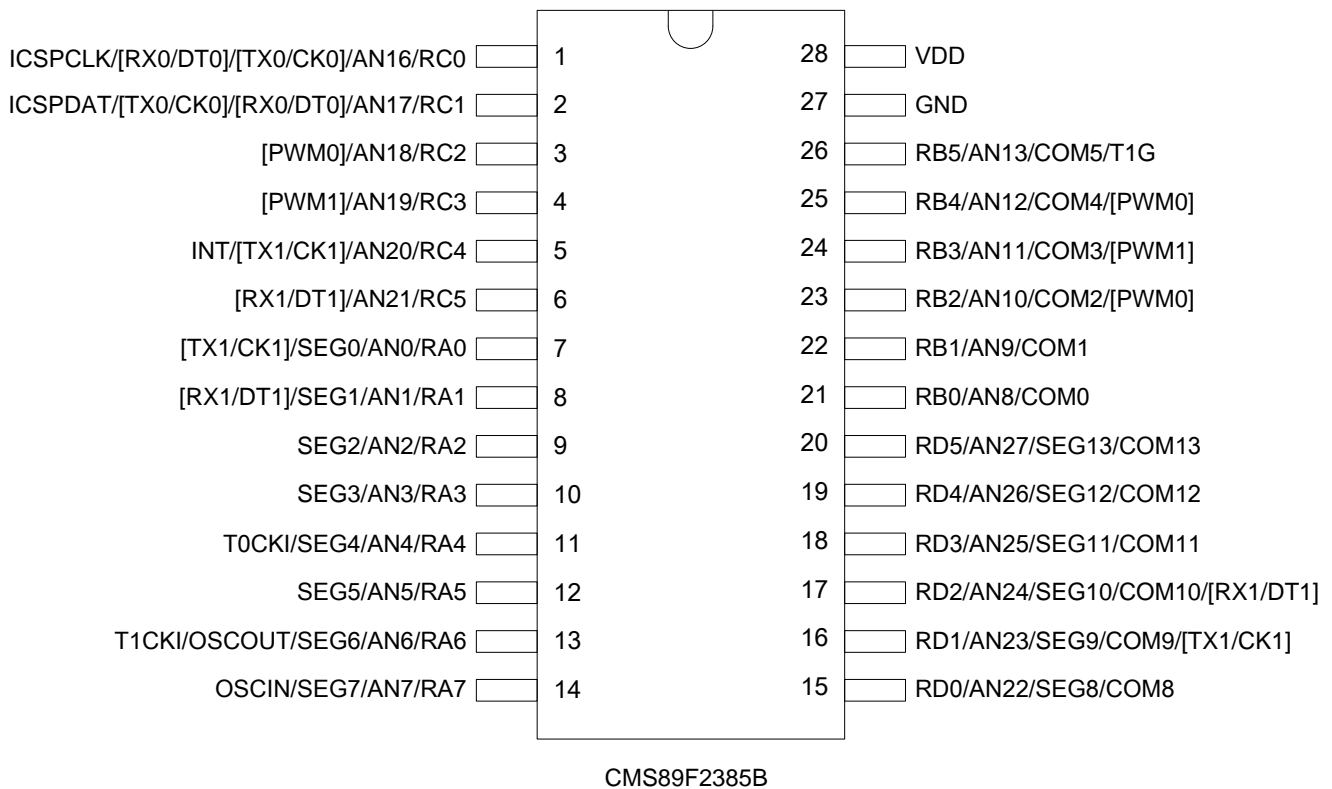 ICSPCLK/[RX0/DT0]/[TX0/CK0]/AN16/RC0 1 28 VDD
ICSPDAT/[TX0/CK0]/[RX0/DT0]/AN17/RC1 2 27 GND
[PWM0]/AN18/RC2 3 26 RB5/AN13/COM5/T1G
[PWM1]/AN19/RC3 4 25 RB4/AN12/COM4/[PWM0]
INT/[TX1/CK1]/AN20/RC4 5 24 RB3/AN11/COM3/[PWM1]
[RX1/DT1]/AN21/RC5 6 23 RB2/AN10/COM2/[PWM0]
[TX1/CK1]/SEG0/AN0/RA0 7 22 RB1/AN9/COM1
[RX1/DT1]/SEG1/AN1/RA1 8 21 RB0/AN8/COM0
SEG2/AN2/RA2 9 20 RD5/AN27/SEG13/COM13
SEG3/AN3/RA3 10 19 RD4/AN26/SEG12/COM12
T0CKI/SEG4/AN4/RA4 11 18 RD3/AN25/SEG11/COM11
SEG5/AN5/RA5 12 17 RD2/AN24/SEG10/COM10/[RX1/DT1]
T1CKI/OSCOUT/SEG6/AN6/RA6 13 16 RD1/AN23/SEG9/COM9/[TX1/CK1]
OSCIN/SEG7/AN7/RA7 14 15 RD0/AN22/SEG8/COM8
CMS89F2385B